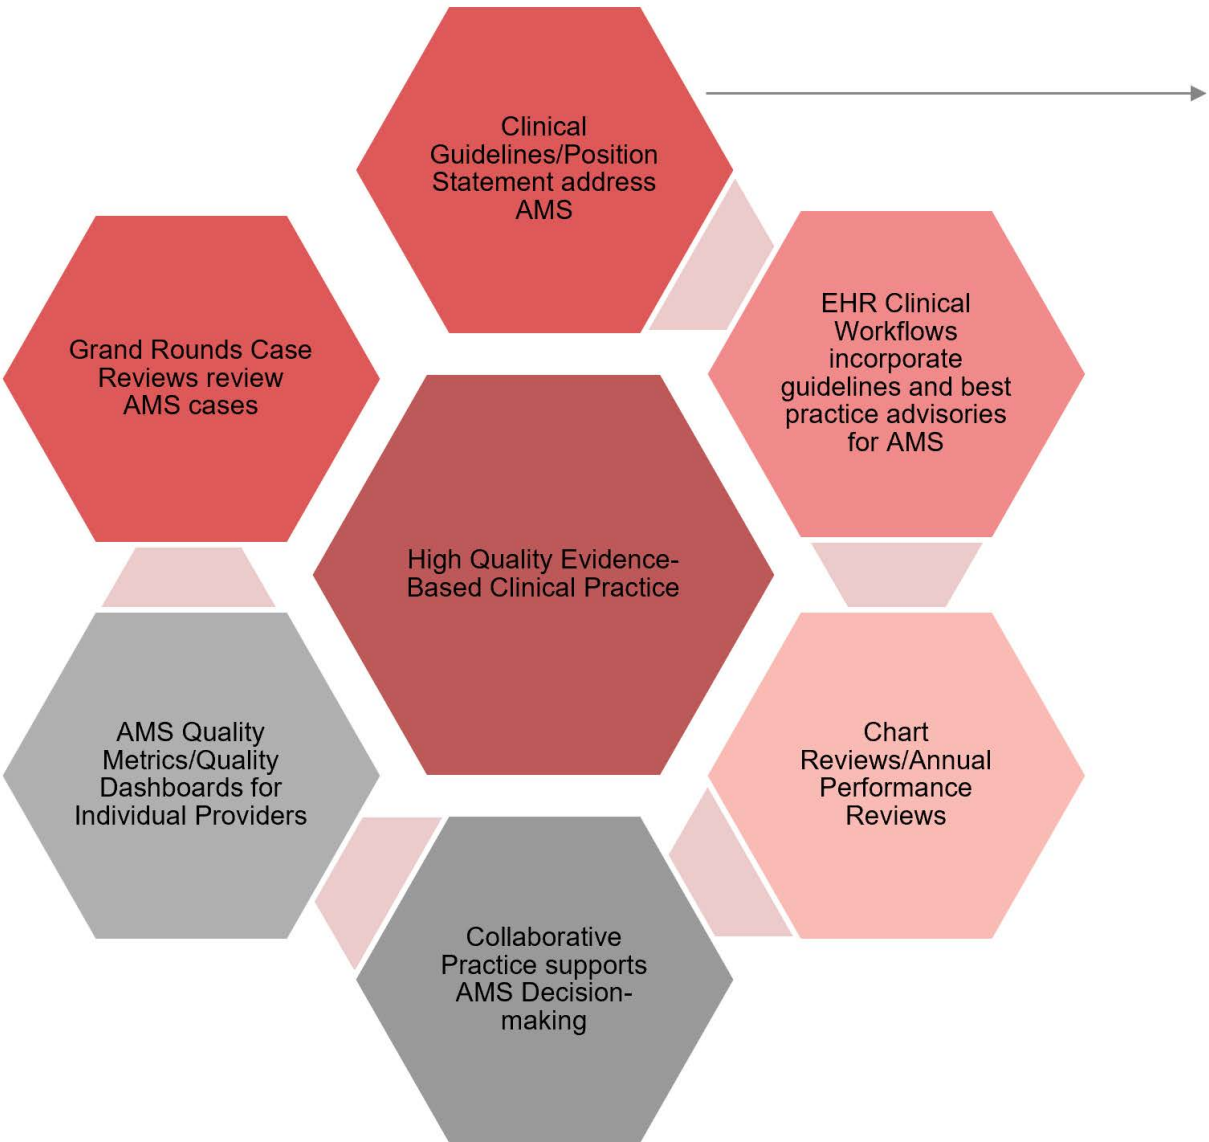 Clinical
Guidelines/Position
Statement address
AMS
EHR Clinical
Workflows
incorporate
guidelines and best
practice advisories
for AMS
Grand Rounds Case
Reviews review
AMS cases
High Quality Evidence-
Based Clinical Practice
AMS Quality
Metrics/Quality
Dashboards for
Individual Providers
Chart
Reviews/Annual
Performance
Reviews
Collaborative
Practice supports
AMS Decision-
making